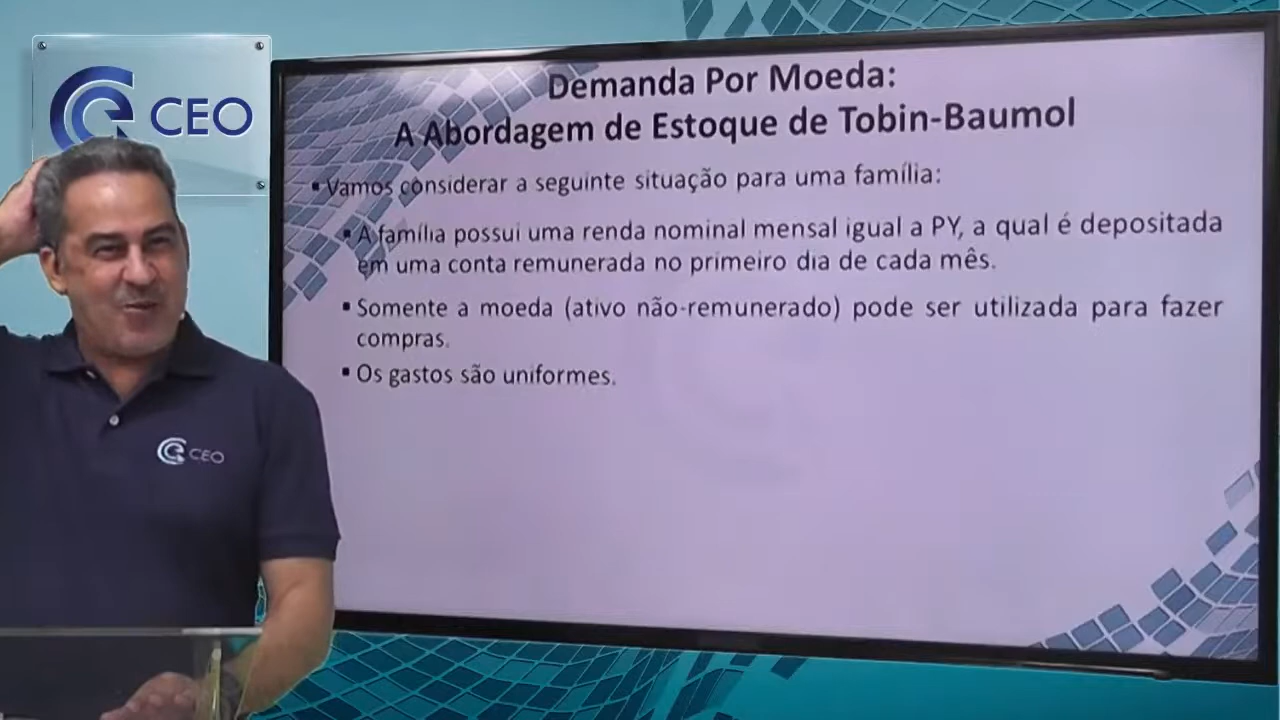 CEO
Demanda Por Moeda:
A Abordagem de Estoque de Tobin-Baumol
▪ Vamos considerar a seguinte situação para uma família:
▪ A família possui uma renda nominal mensal igual a PY, a qual é depositada
em uma conta remunerada no primeiro dia de cada mês.
▪ Somente a moeda (ativo não-remunerado) pode ser utilizada para fazer
compras.
▪ Os gastos são uniformes.
CEO